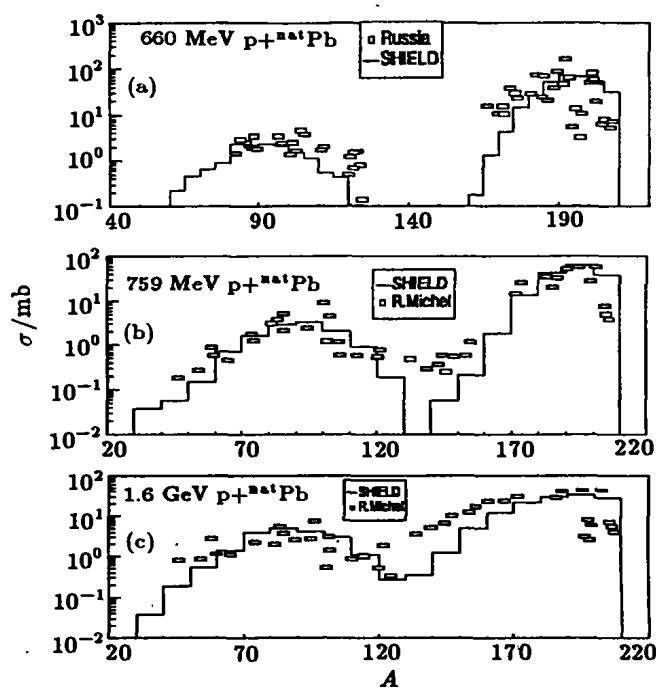 10³
660 MeV p+ⁿᵃᵗPb
Russia
SHIELD
10²
(a)
10¹
10⁰
10⁻¹
40 90 140 190
10²
759 MeV p+ⁿᵃᵗPb
SHIELD
R.Michel
10¹
(b)
10⁰
10⁻¹
10⁻²
20 70 120 170 220
σ/mb
10²
1.6 GeV p+ⁿᵃᵗPb
SHIELD
R.Michel
10¹
(c)
10⁰
10⁻¹
10⁻²
20 70 120 170 220
A